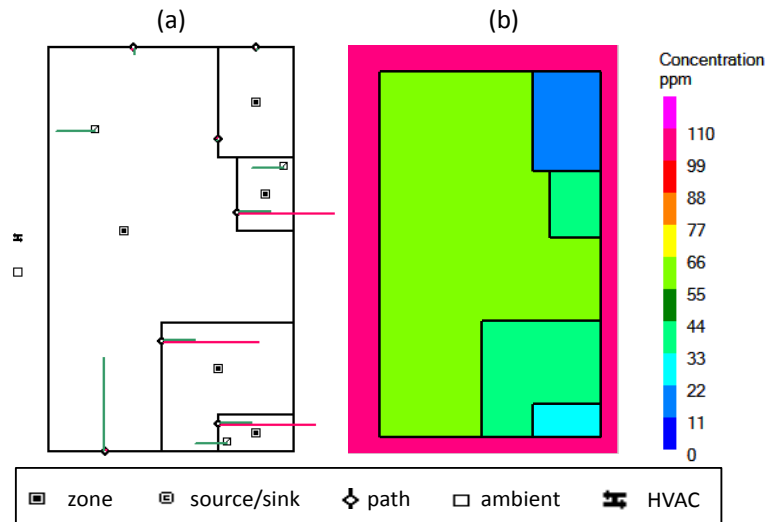 (a)
(b)
Concentration
ppm
110
99
88
77
66
55
44
33
22
11
0
zone
source/sink
path
ambient
HVAC